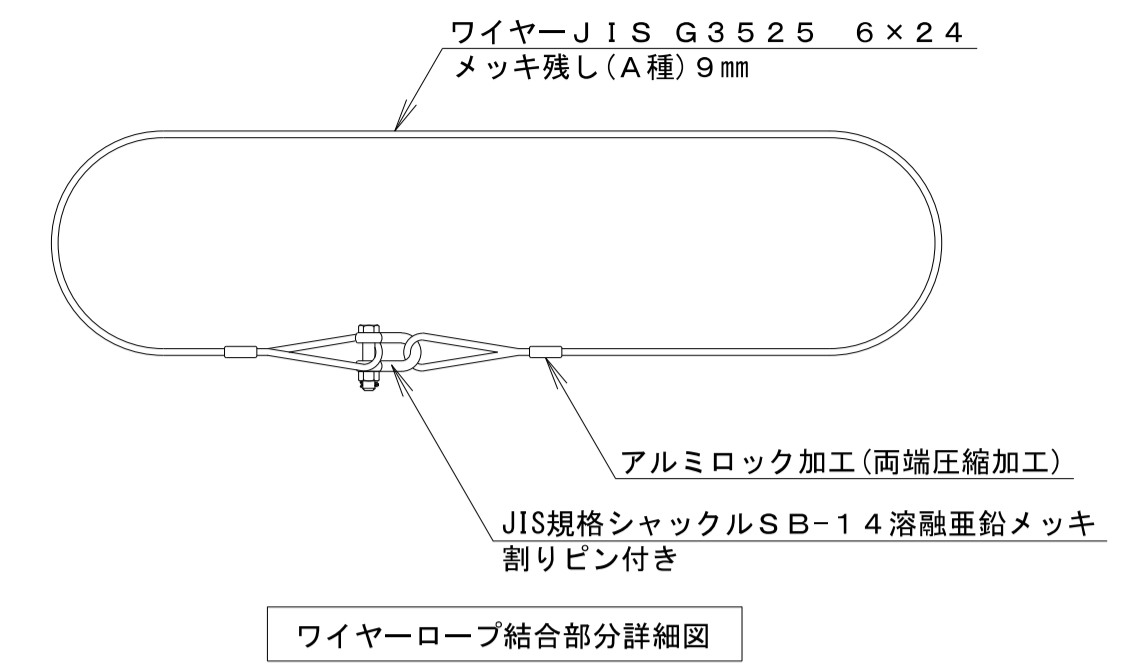 ワイヤーＪＩＳ Ｇ３５２５　６×２４
メッキ残し(Ａ種)９㎜
アルミロック加工(両端圧縮加工)
JIS規格シャックルＳＢ−１４溶融亜鉛メッキ
割りピン付き
ワイヤーロープ結合部分詳細図